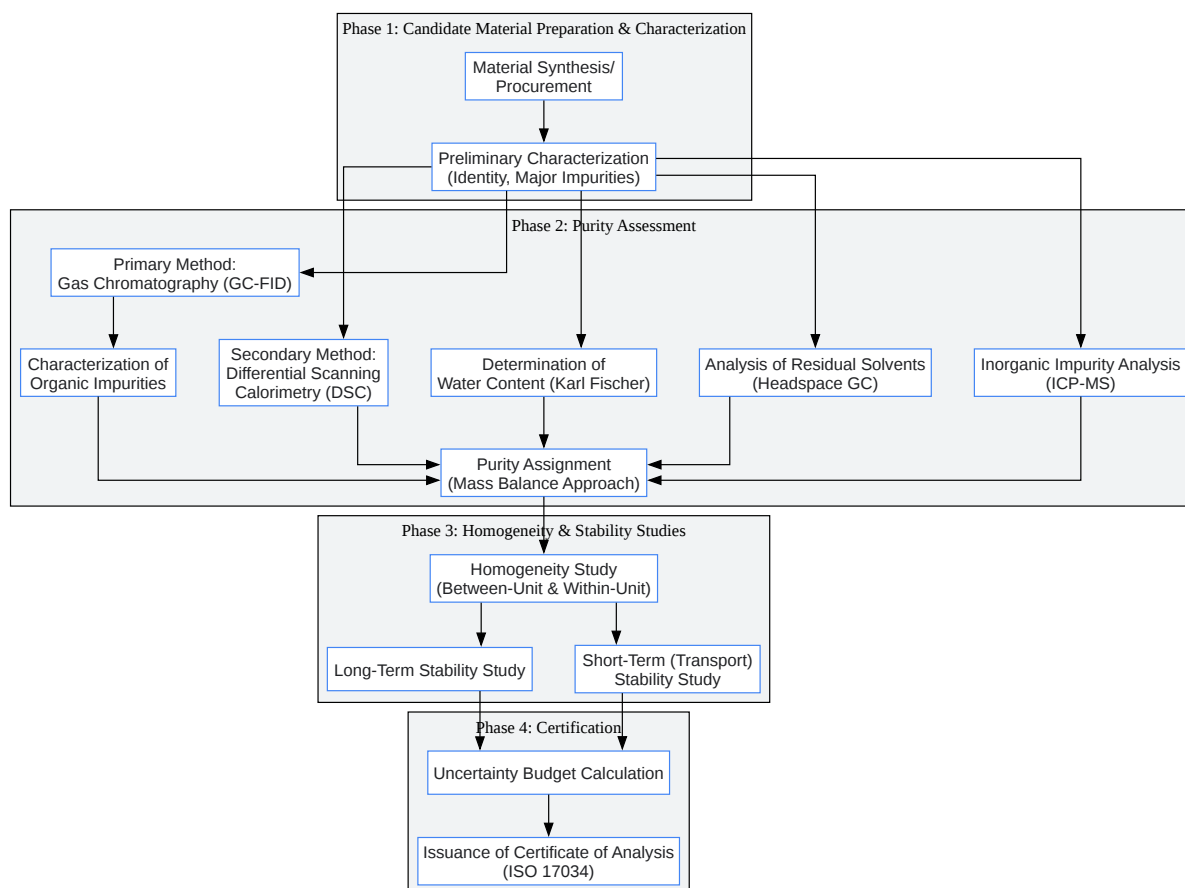 Phase 1: Candidate Material Preparation & Characterization
Material Synthesis/
Procurement
Preliminary Characterization
(Identity, Major Impurities)
Phase 2: Purity Assessment
Primary Method:
Gas Chromatography (GC-FID)
Characterization of
Organic Impurities
Secondary Method:
Differential Scanning
Calorimetry (DSC)
Determination of
Water Content (Karl Fischer)
Analysis of Residual Solvents
(Headspace GC)
Inorganic Impurity Analysis
(ICP-MS)
Purity Assignment
(Mass Balance Approach)
Phase 3: Homogeneity & Stability Studies
Homogeneity Study
(Between-Unit & Within-Unit)
Long-Term Stability Study
Short-Term (Transport)
Stability Study
Phase 4: Certification
Uncertainty Budget Calculation
Issuance of Certificate of Analysis
(ISO 17034)